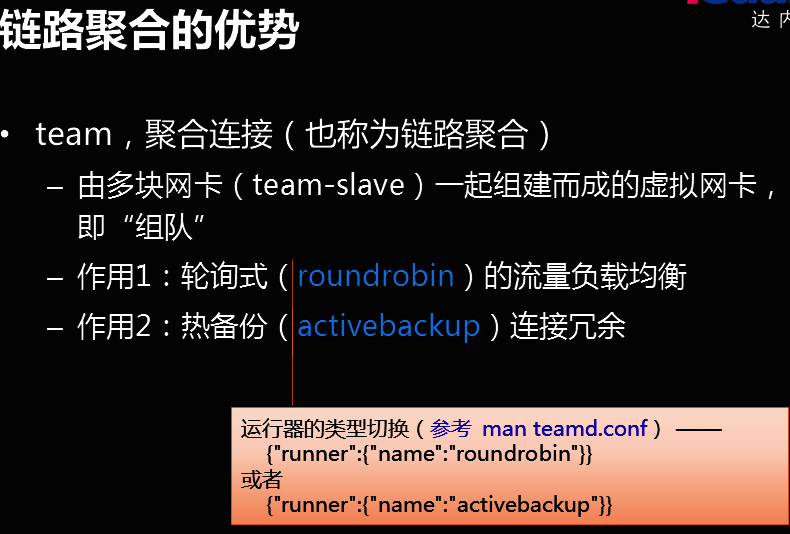 链路聚合的优势
达内
• team，聚合连接（也称为链路聚合）
– 由多块网卡（team-slave）一起组建而成的虚拟网卡，
即“组队”
– 作用1：轮询式（roundrobin）的流量负载均衡
– 作用2：热备份（activebackup）连接冗余
运行器的类型切换（参考 man teamd.conf） ——
{"runner":{"name":"roundrobin"}}
或者
{"runner":{"name":"activebackup"}}